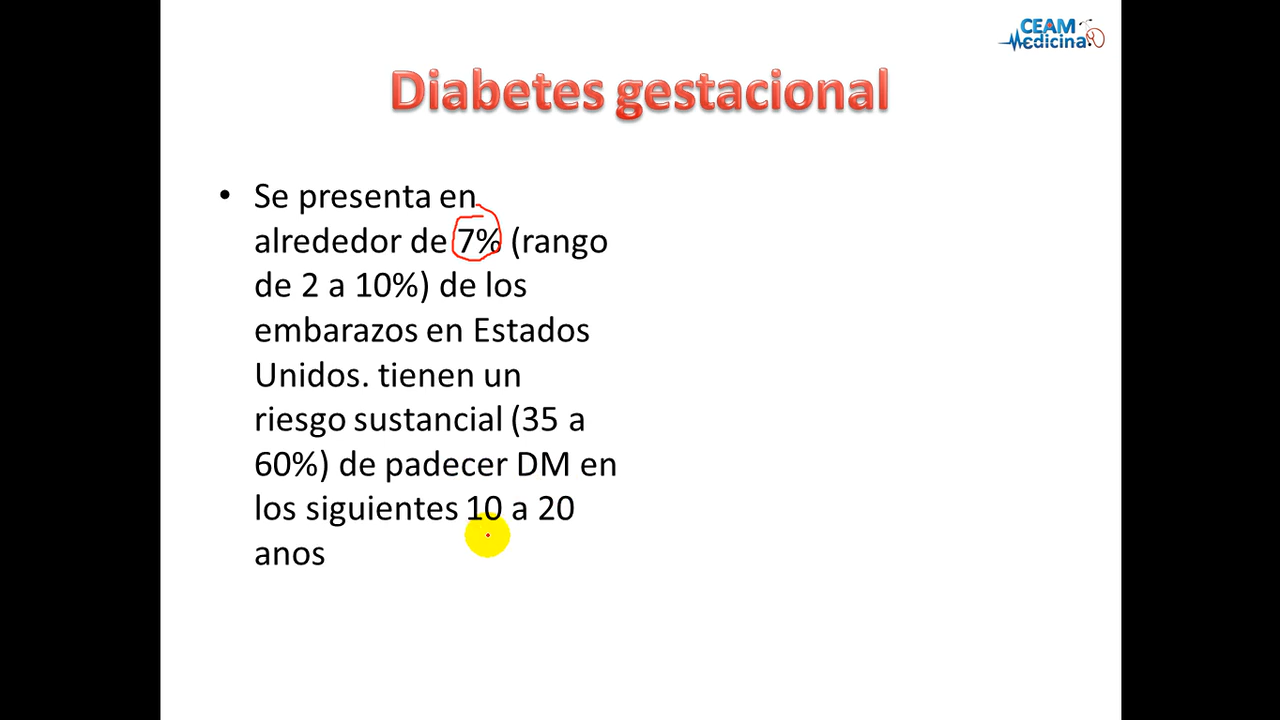 CEAM
Medicina
Diabetes gestacional
• Se presenta en
alrededor de 7% (rango
de 2 a 10%) de los
embarazos en Estados
Unidos. tienen un
riesgo sustancial (35 a
60%) de padecer DM en
los siguientes 10 a 20
anos